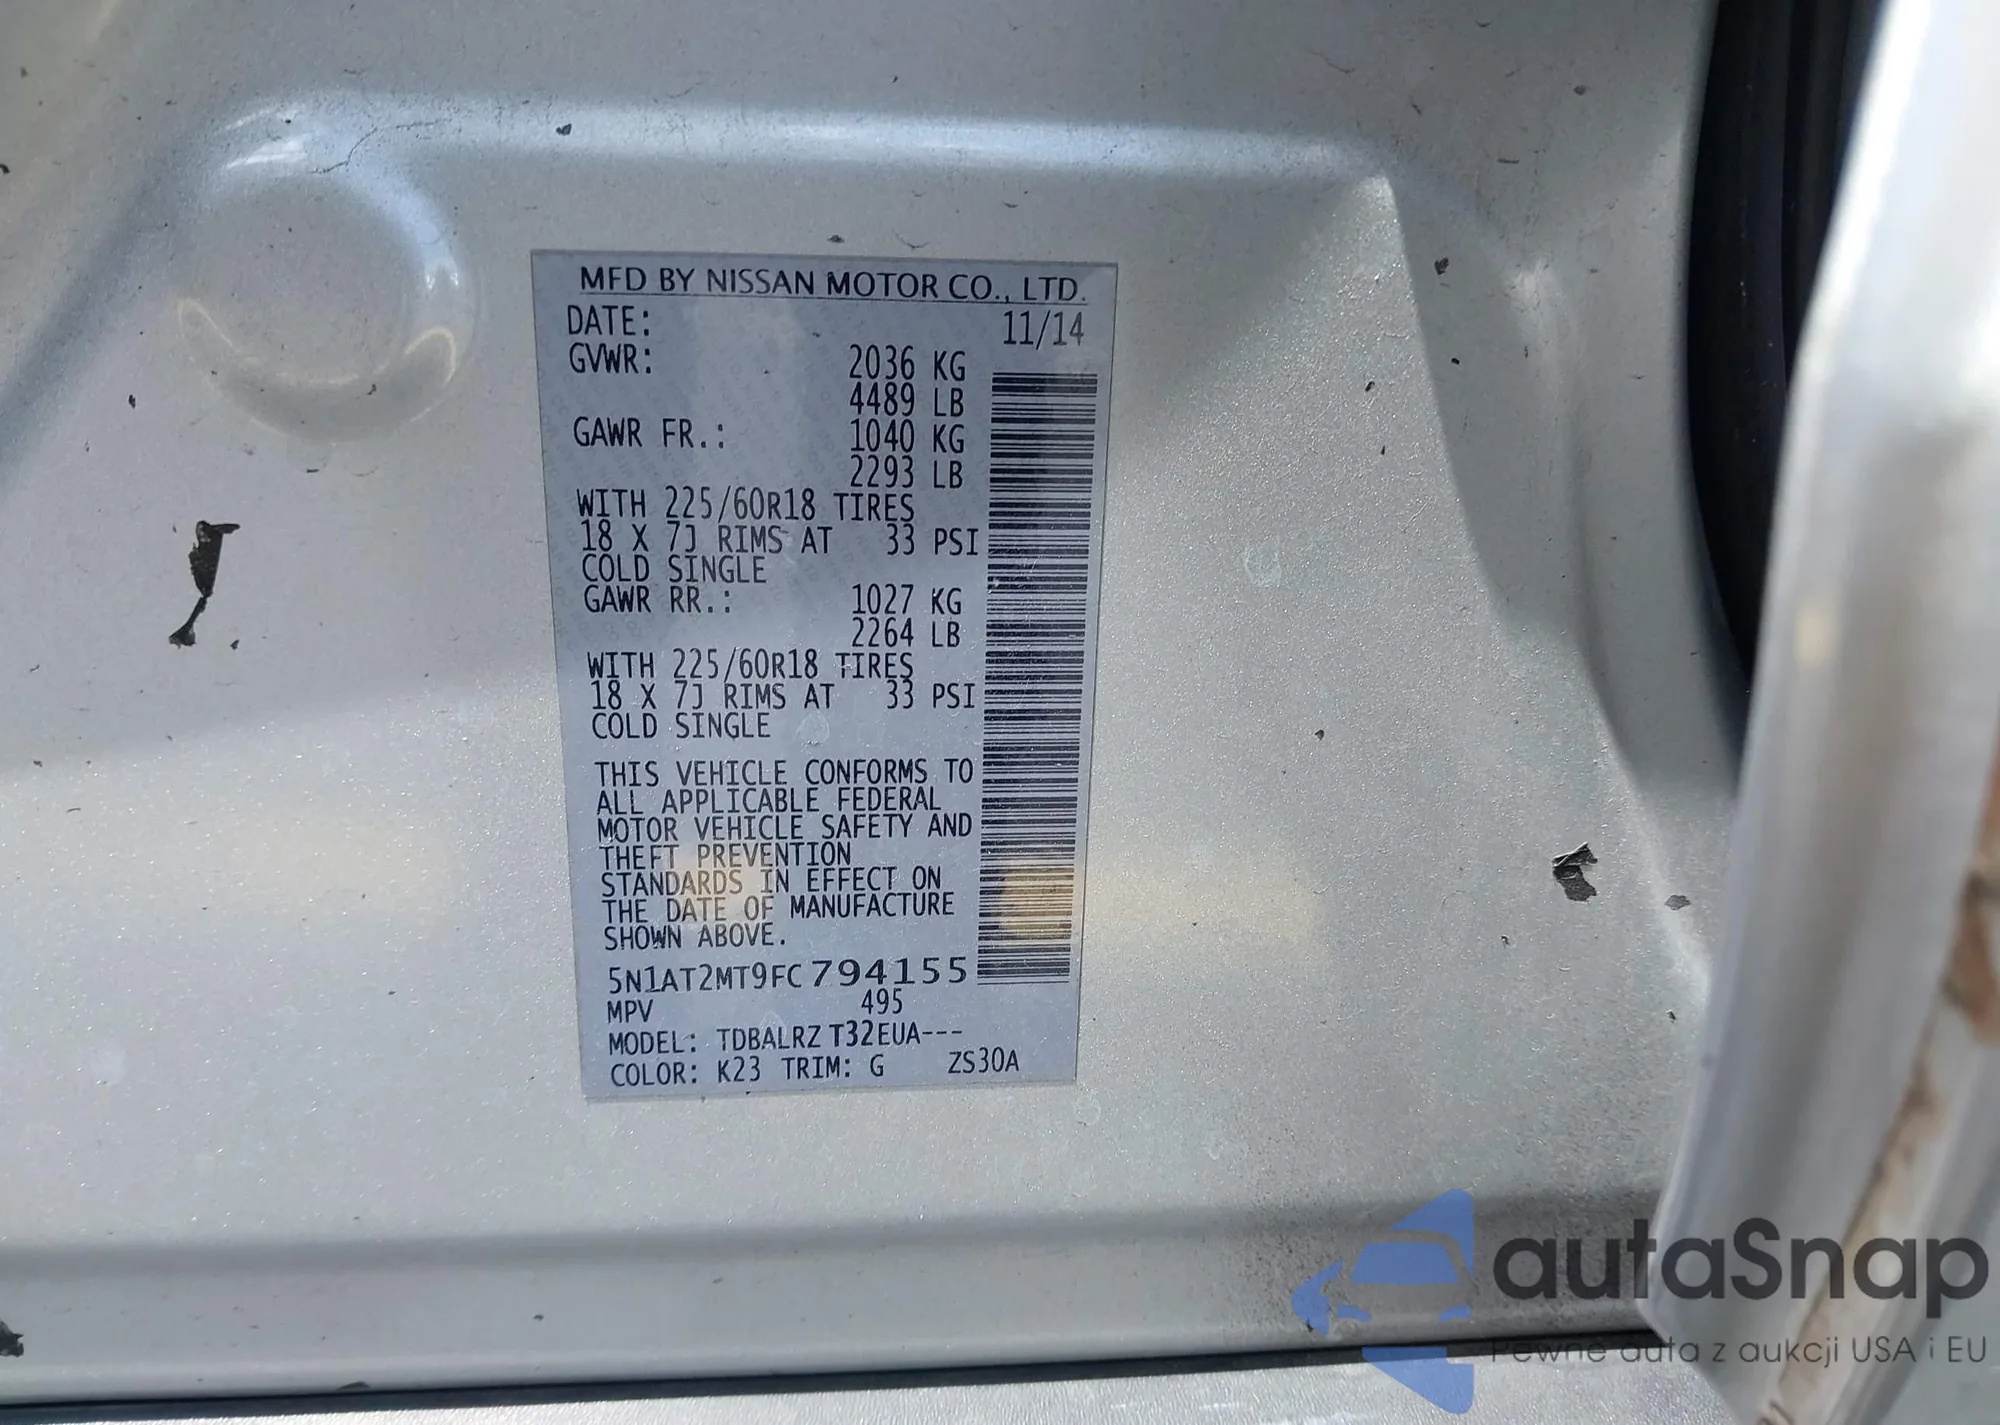 MFD BY NISSAN MOTOR CO., LTD.
DATE: 11/14
GVWR: 2036 KG
4489 LB
GAWR FR.: 1040 KG
2293 LB
WITH 225/60R18 TIRES
18 X 7J RIMS AT 33 PSI
COLD SINGLE
GAWR RR.: 1027 KG
2264 LB
WITH 225/60R18 TIRES
18 X 7J RIMS AT 33 PSI
COLD SINGLE
THIS VEHICLE CONFORMS TO
ALL APPLICABLE FEDERAL
MOTOR VEHICLE SAFETY AND
THEFT PREVENTION
STANDARDS IN EFFECT ON
THE DATE OF MANUFACTURE
SHOWN ABOVE.
5N1AT2MT9FC794155
MPV 495
MODEL: TDBALRZ T32EUA---
COLOR: K23 TRIM: G ZS30A
autaSnap
Pewne auta z aukcji USA i EU